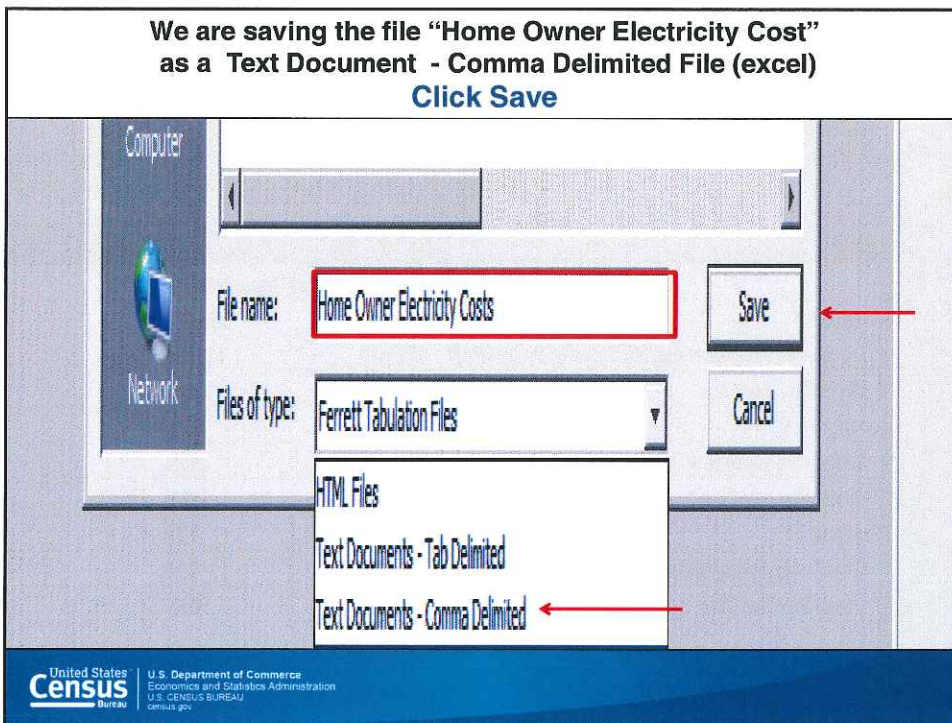 We are saving the file “Home Owner Electricity Cost”
as a Text Document - Comma Delimited File (excel)
Click Save
Computer
File name:
Home Owner Electricity Costs
Save
Network
Files of type:
Ferrett Tabulation Files
Cancel
HTML Files
Text Documents - Tab Delimited
Text Documents - Comma Delimited
United States
Census
Bureau
U.S. Department of Commerce
Economics and Statistics Administration
U.S. CENSUS BUREAU
census.gov